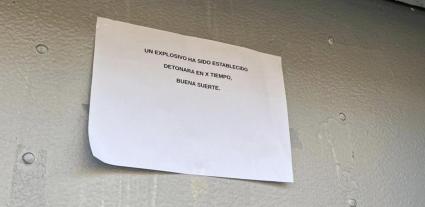 UN EXPLOSIVO HA SIDO ESTABLECIDO
DETONARA EN X TIEMPO,
BUENA SUERTE.